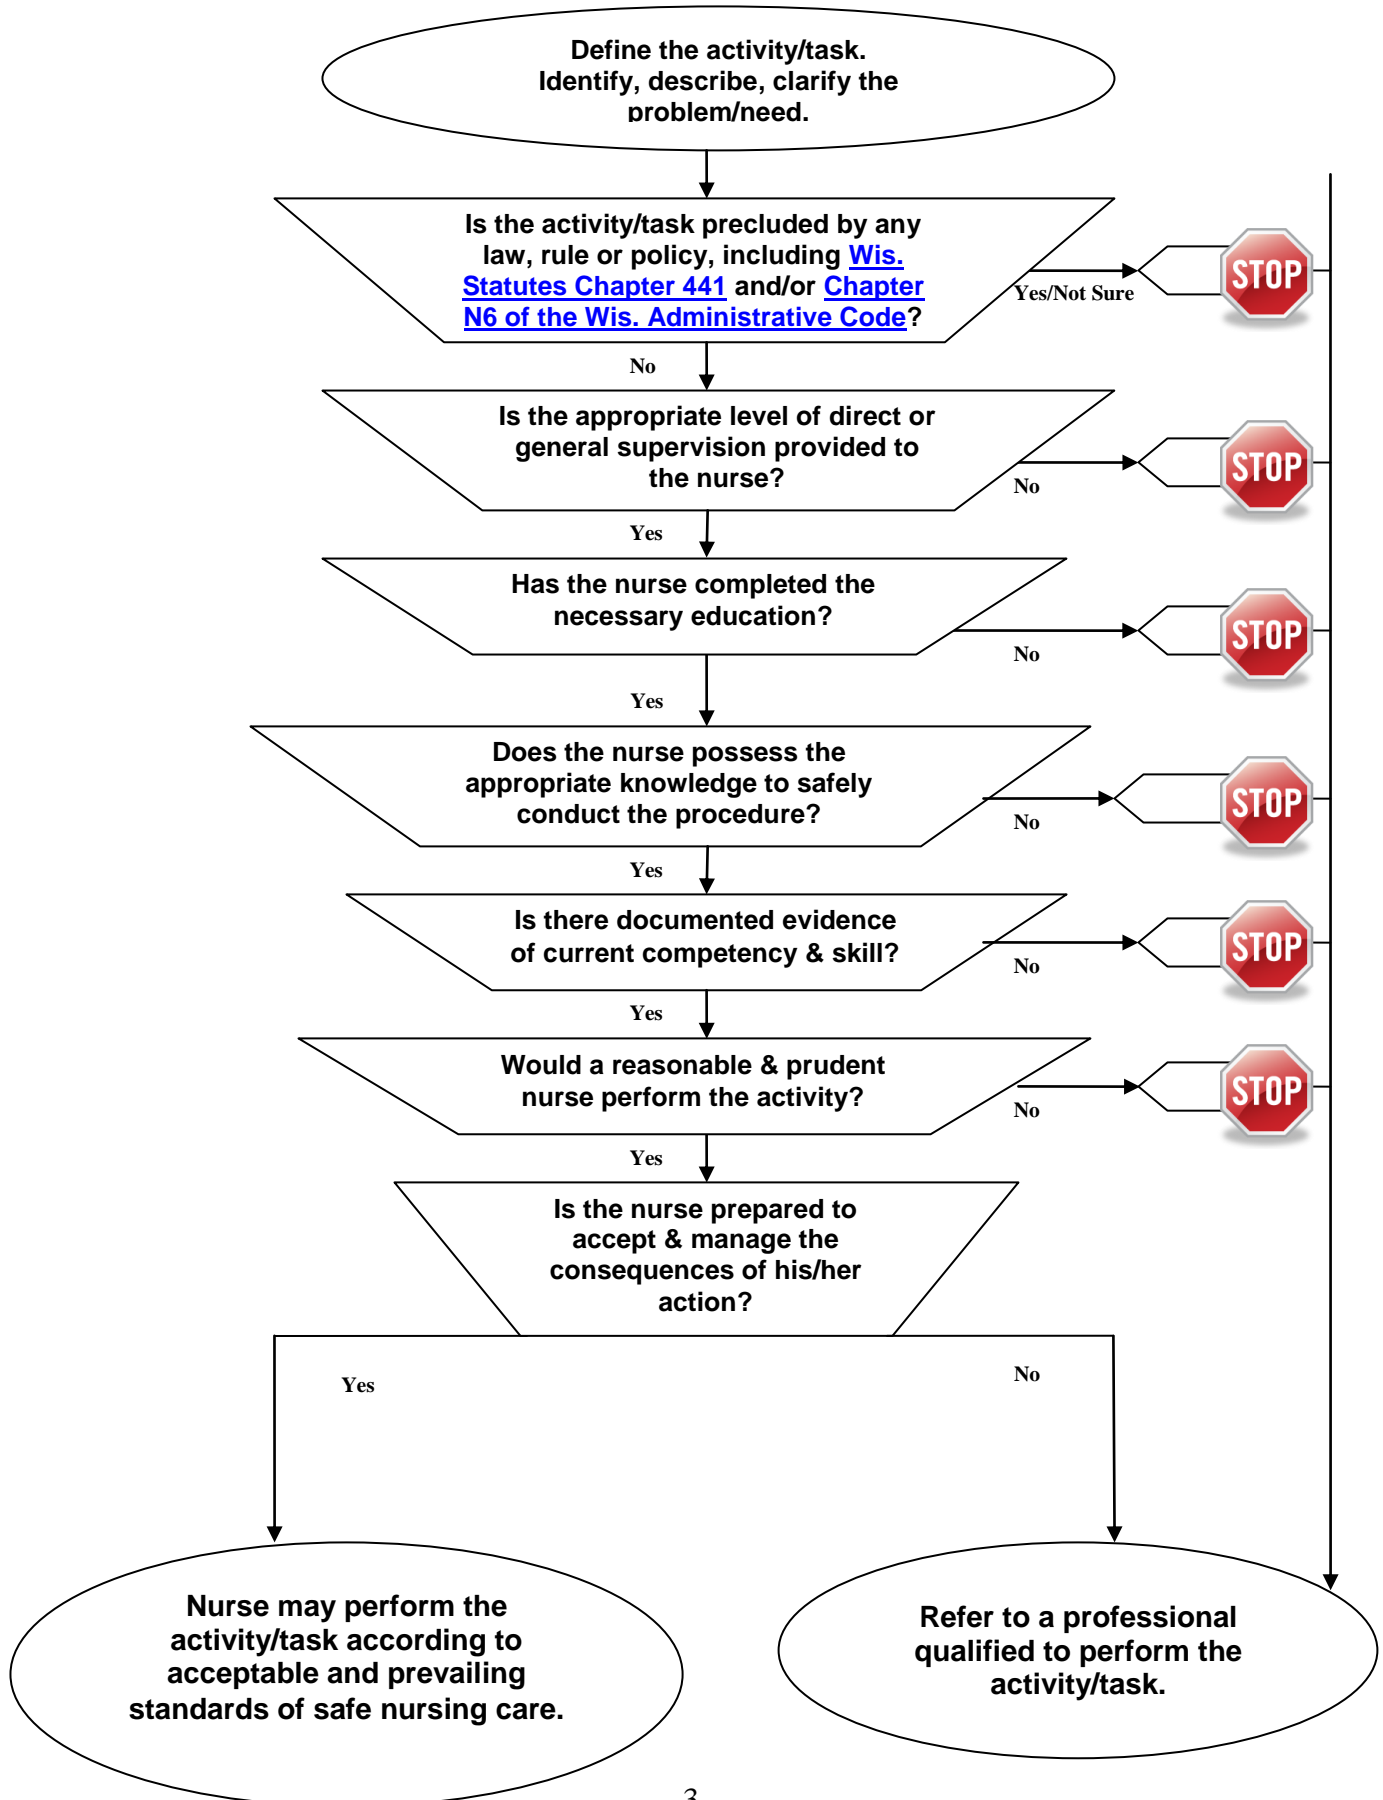 Define the activity/task.
Identify, describe, clarify the
problem/need.
Is the activity/task precluded by any
law, rule or policy, including Wis.
Statutes Chapter 441 and/or Chapter
N6 of the Wis. Administrative Code?
Yes/Not Sure
STOP
No
Is the appropriate level of direct or
general supervision provided to
the nurse?
No
STOP
Yes
Has the nurse completed the
necessary education?
No
STOP
Yes
Does the nurse possess the
appropriate knowledge to safely
conduct the procedure?
No
STOP
Yes
Is there documented evidence
of current competency & skill?
No
STOP
Yes
Would a reasonable & prudent
nurse perform the activity?
No
STOP
Yes
Is the nurse prepared to
accept & manage the
consequences of his/her
action?
Yes
No
Nurse may perform the
activity/task according to
acceptable and prevailing
standards of safe nursing care.
Refer to a professional
qualified to perform the
activity/task.
3